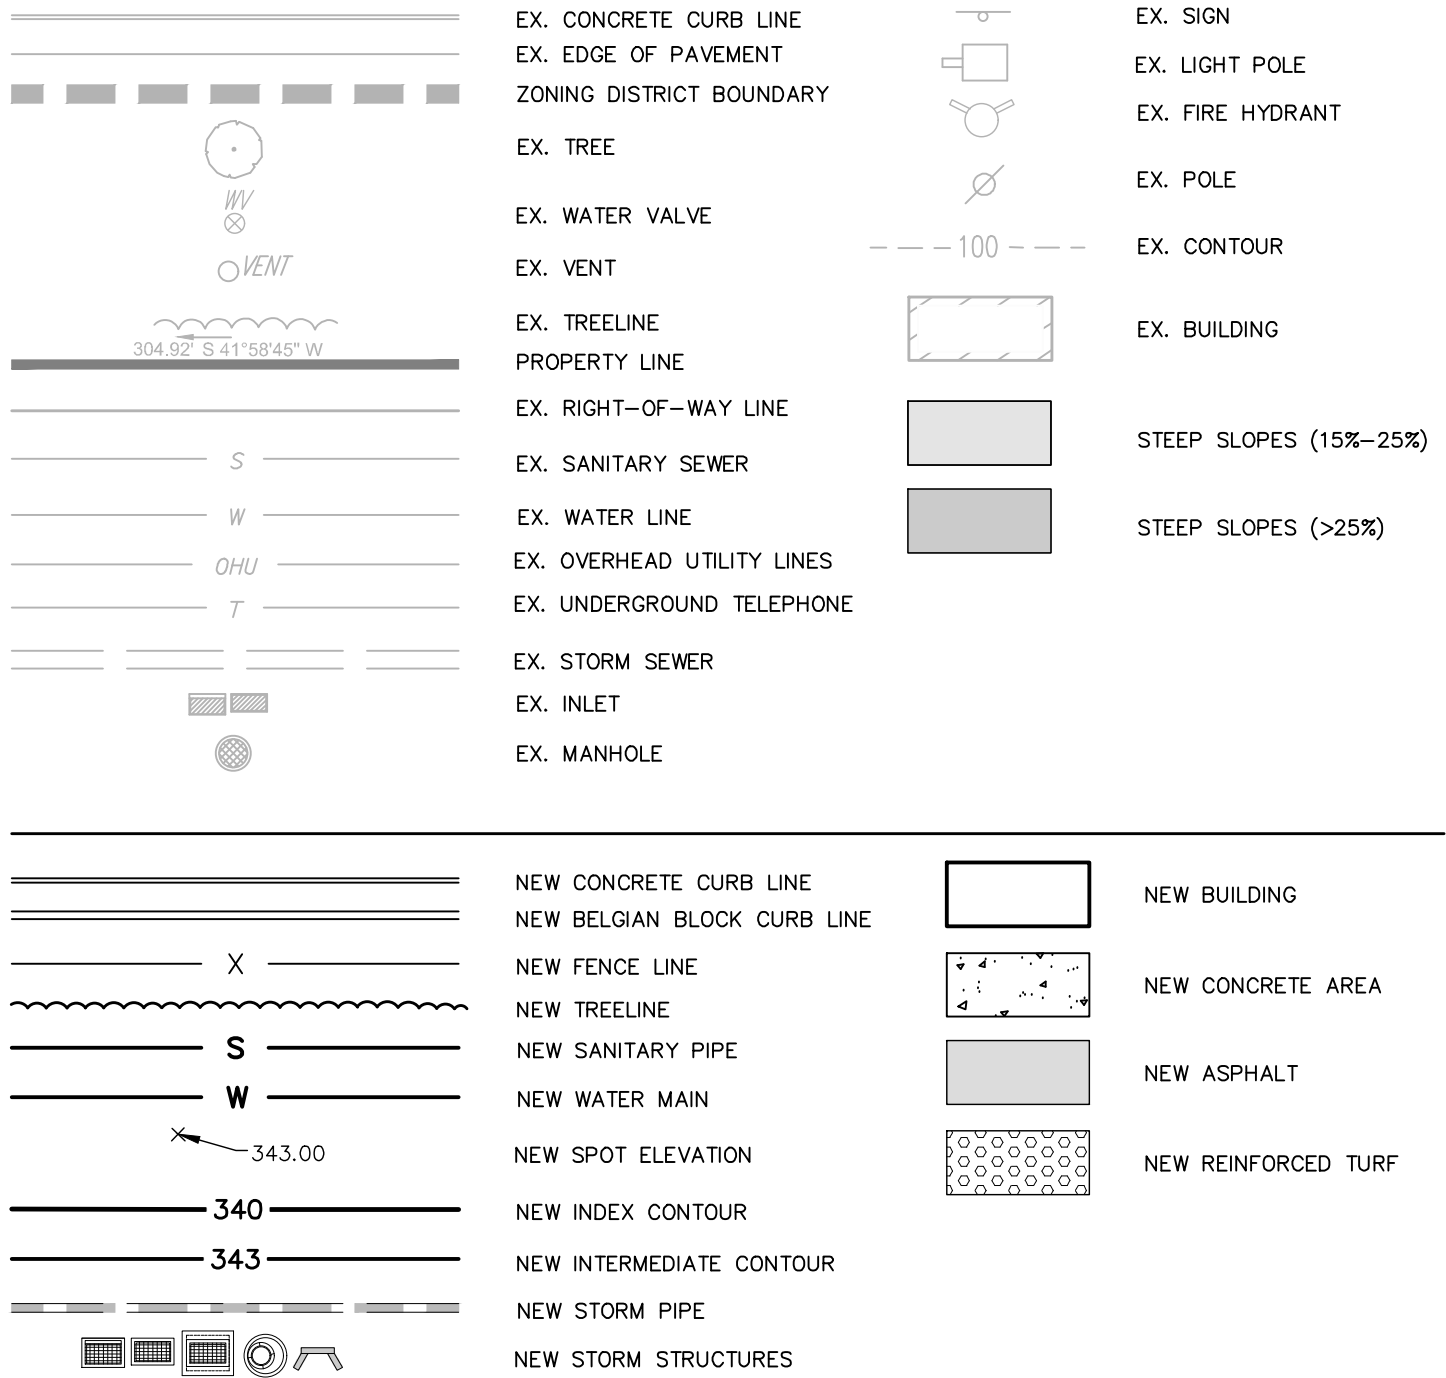 EX. CONCRETE CURB LINE
EX. EDGE OF PAVEMENT
ZONING DISTRICT BOUNDARY
EX. TREE
WV
EX. WATER VALVE
VENT
EX. VENT
EX. TREELINE
304.92' S 41°58'45" W
PROPERTY LINE
EX. RIGHT-OF-WAY LINE
S
EX. SANITARY SEWER
W
EX. WATER LINE
OHU
EX. OVERHEAD UTILITY LINES
T
EX. UNDERGROUND TELEPHONE
EX. STORM SEWER
EX. INLET
EX. MANHOLE
EX. SIGN
EX. LIGHT POLE
EX. FIRE HYDRANT
EX. POLE
100
EX. CONTOUR
EX. BUILDING
STEEP SLOPES (15%-25%)
STEEP SLOPES (>25%)
NEW CONCRETE CURB LINE
NEW BELGIAN BLOCK CURB LINE
X
NEW FENCE LINE
NEW TREELINE
S
NEW SANITARY PIPE
W
NEW WATER MAIN
343.00
NEW SPOT ELEVATION
340
NEW INDEX CONTOUR
343
NEW INTERMEDIATE CONTOUR
NEW STORM PIPE
NEW STORM STRUCTURES
NEW BUILDING
NEW CONCRETE AREA
NEW ASPHALT
NEW REINFORCED TURF